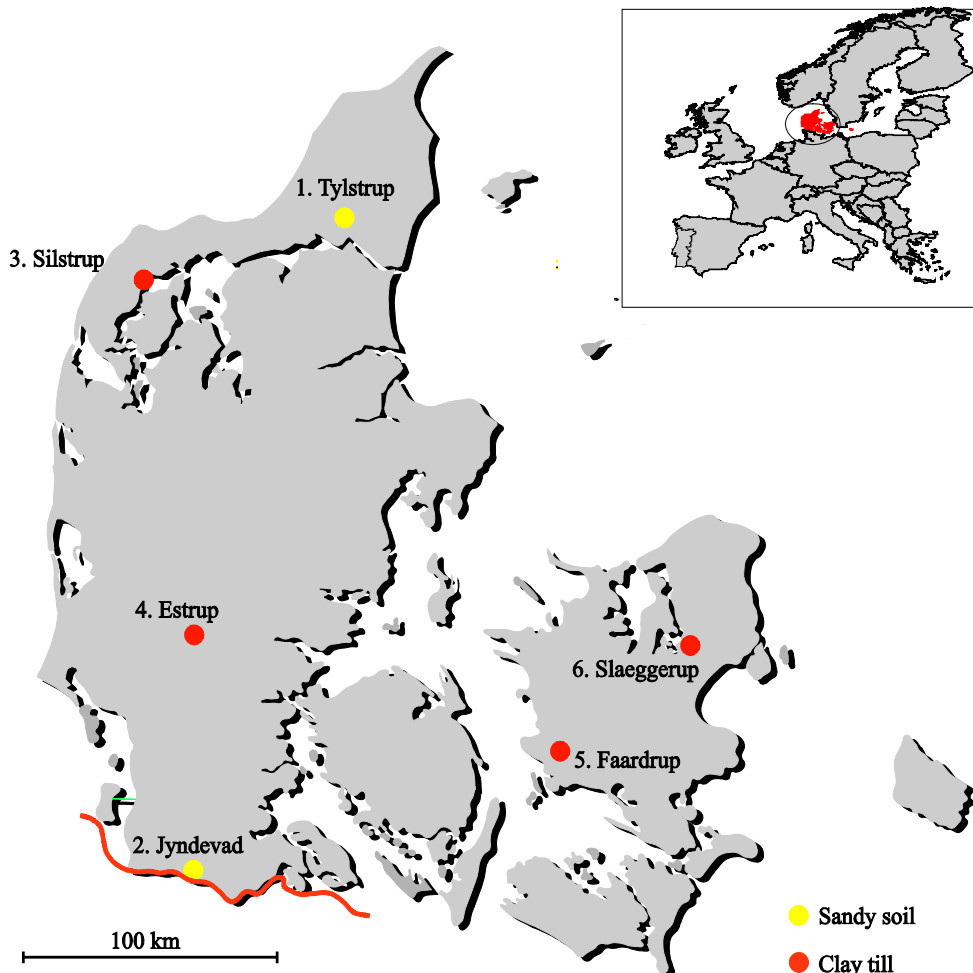 1. Tylstrup
3. Silstrup
4. Estrup
6. Slaeggerup
5. Faardrup
2. Jyndevad
Sandy soil
100 km
Clay till